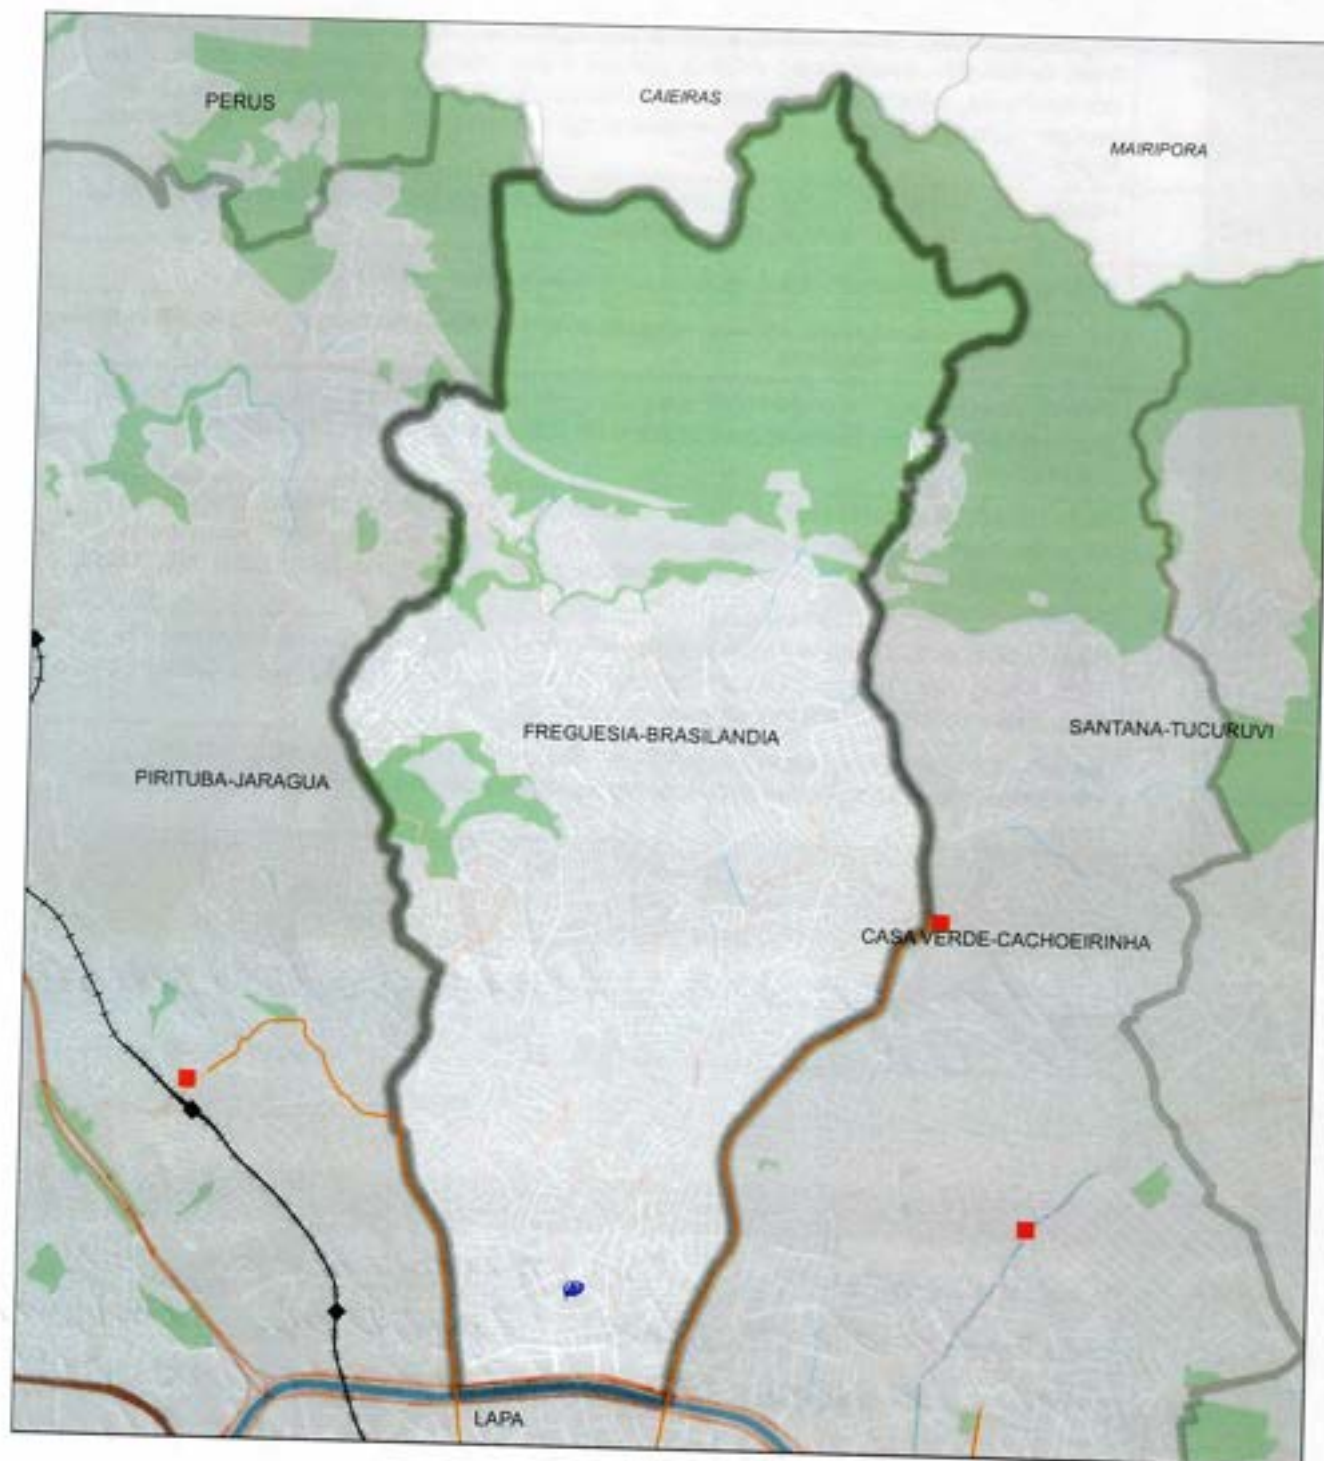 PERUS
CAIEIRAS
MAIRIPORA
FREGUESIA-BRASILANDIA
SANTANA-TUCURUVI
PIRITUBA-JARAGUA
CASA VERDE-CACHOEIRINHA
LAPA